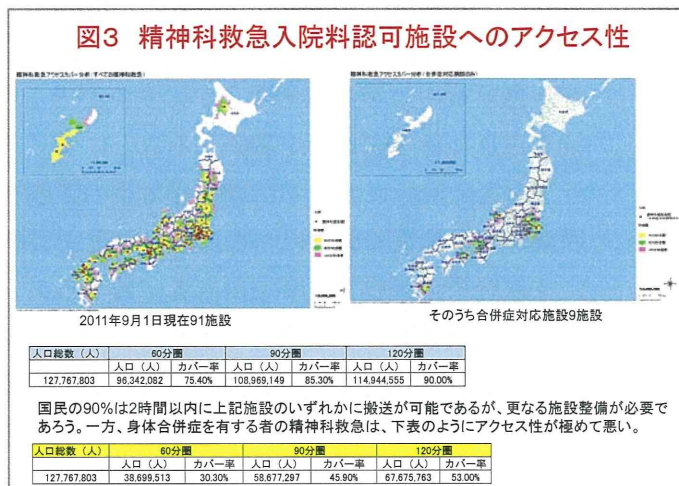 図3 精神科救急入院料認可施設へのアクセス性
2011年9月1日現在91施設
そのうち合併症対応施設9施設
人口総数（人） 60分圏 90分圏 120分圏
人口（人） カバー率 人口（人） カバー率 人口（人） カバー率
127,767,803 96,342,082 75.40% 108,969,149 85.30% 114,944,555 90.00%
国民の90%は2時間以内に上記施設のいずれかに搬送が可能であるが、更なる施設整備が必要で
あろう。一方、身体合併症を有する者の精神科救急は、下表のようにアクセス性が極めて悪い。
人口総数（人） 60分圏 90分圏 120分圏
人口（人） カバー率 人口（人） カバー率 人口（人） カバー率
127,767,803 38,699,513 30.30% 58,677,297 45.90% 67,675,763 53.00%